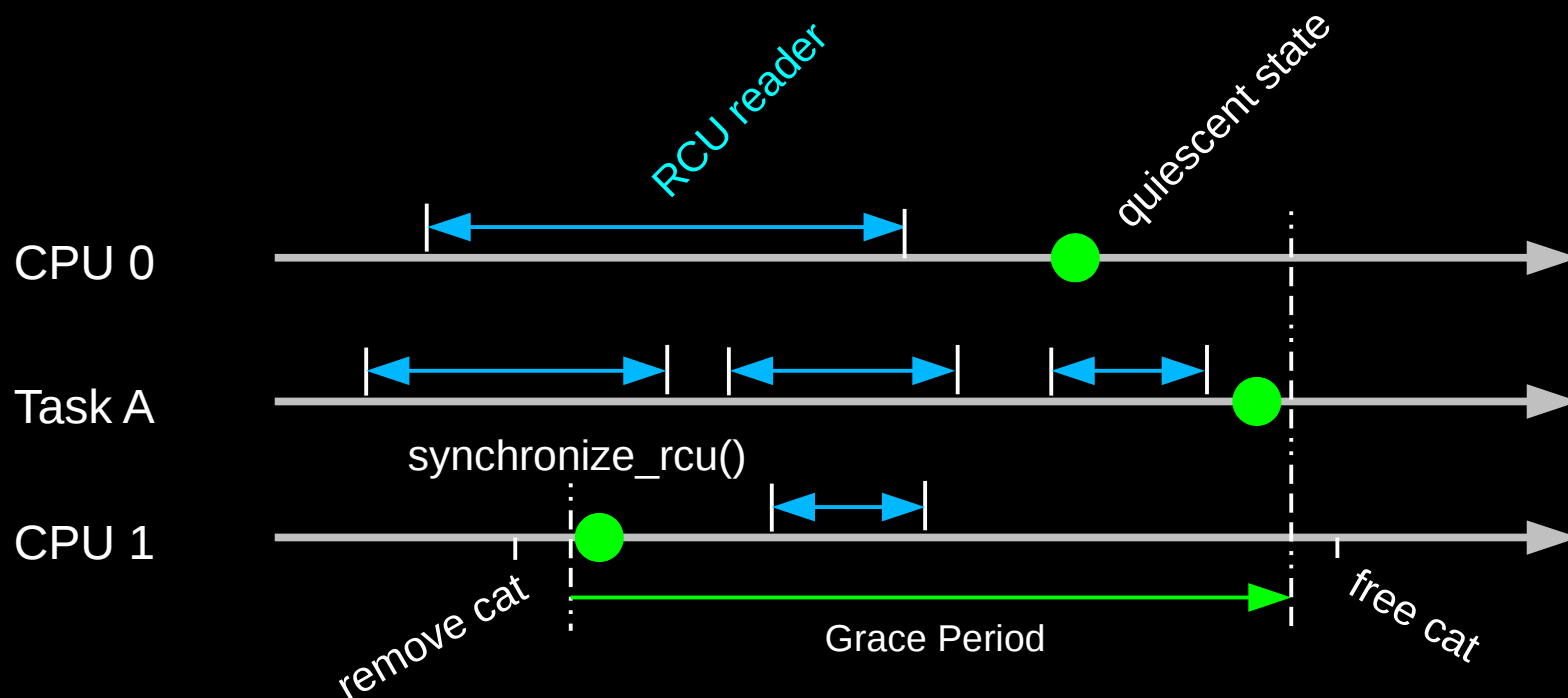 RCU reader
quiescent state
CPU 0
Task A
synchronize_rcu()
CPU 1
remove cat
Grace Period
free cat